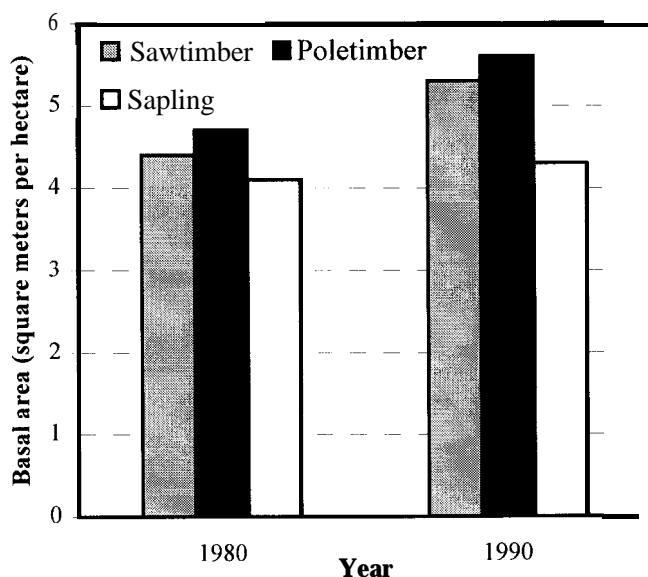 Basal area (square meters per hectare)
6
5
4
3
2
1
0
Sawtimber Poletimber
Sapling
1980 1990
Year